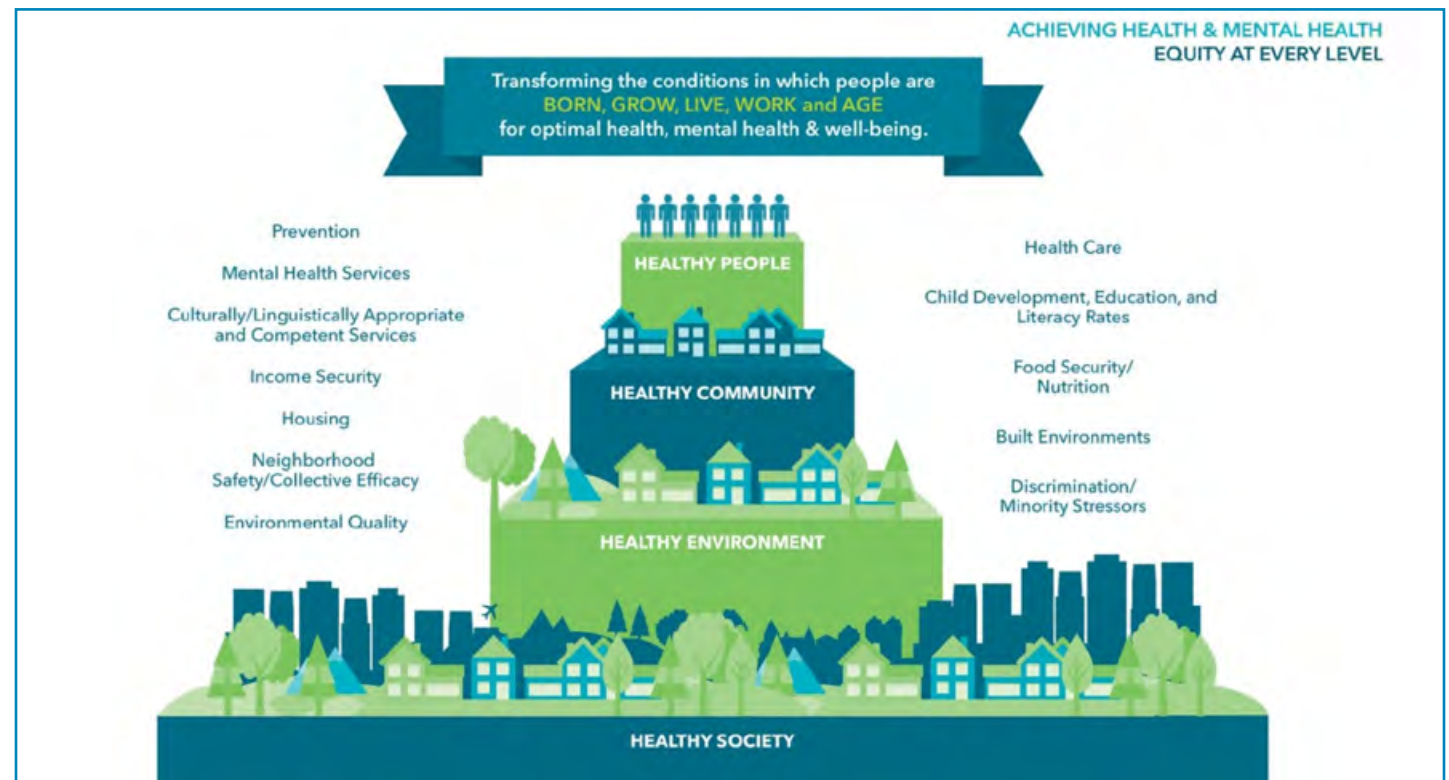 ACHIEVING HEALTH & MENTAL HEALTH
EQUITY AT EVERY LEVEL
Transforming the conditions in which people are
BORN, GROW, LIVE, WORK and AGE
for optimal health, mental health & well-being.
Prevention
Mental Health Services
Culturally/Linguistically Appropriate
and Competent Services
Income Security
Housing
Neighborhood
Safety/Collective Efficacy
Environmental Quality
HEALTHY PEOPLE
HEALTHY COMMUNITY
HEALTHY ENVIRONMENT
HEALTHY SOCIETY
Health Care
Child Development, Education, and
Literacy Rates
Food Security/
Nutrition
Built Environments
Discrimination/
Minority Stressors